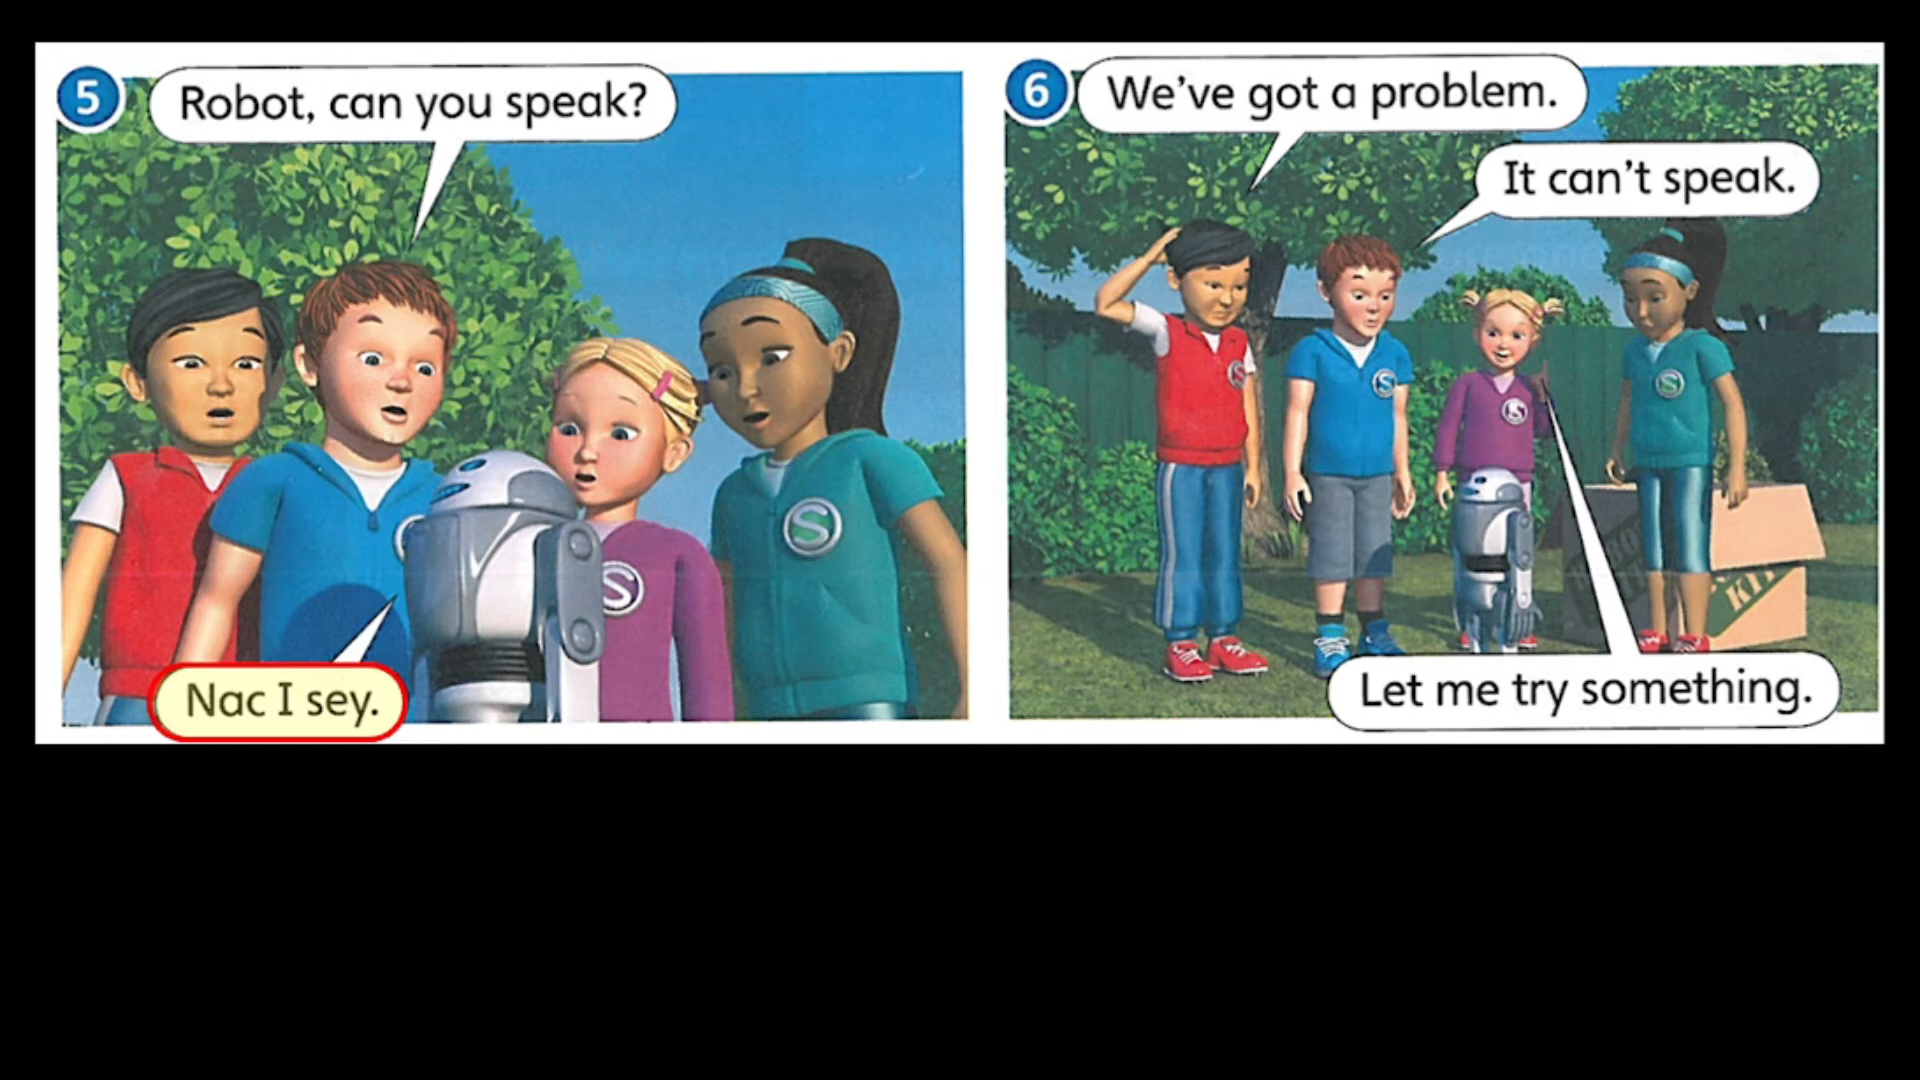 5
Robot, can you speak?
Nac I sey.
6
We've got a problem.
It can't speak.
Let me try something.
S
S
S
S
KIT